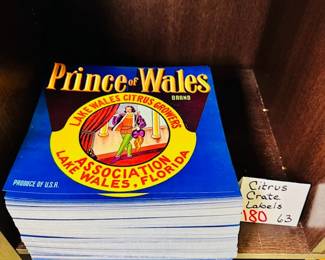 Prince of Wales
BRAND
LAKE WALES CITRUS GROWERS
ASSOCIATION
LAKE WALES, FLORIDA
PRODUCE OF U.S.A.
Citrus
Crate
Labels
180 63